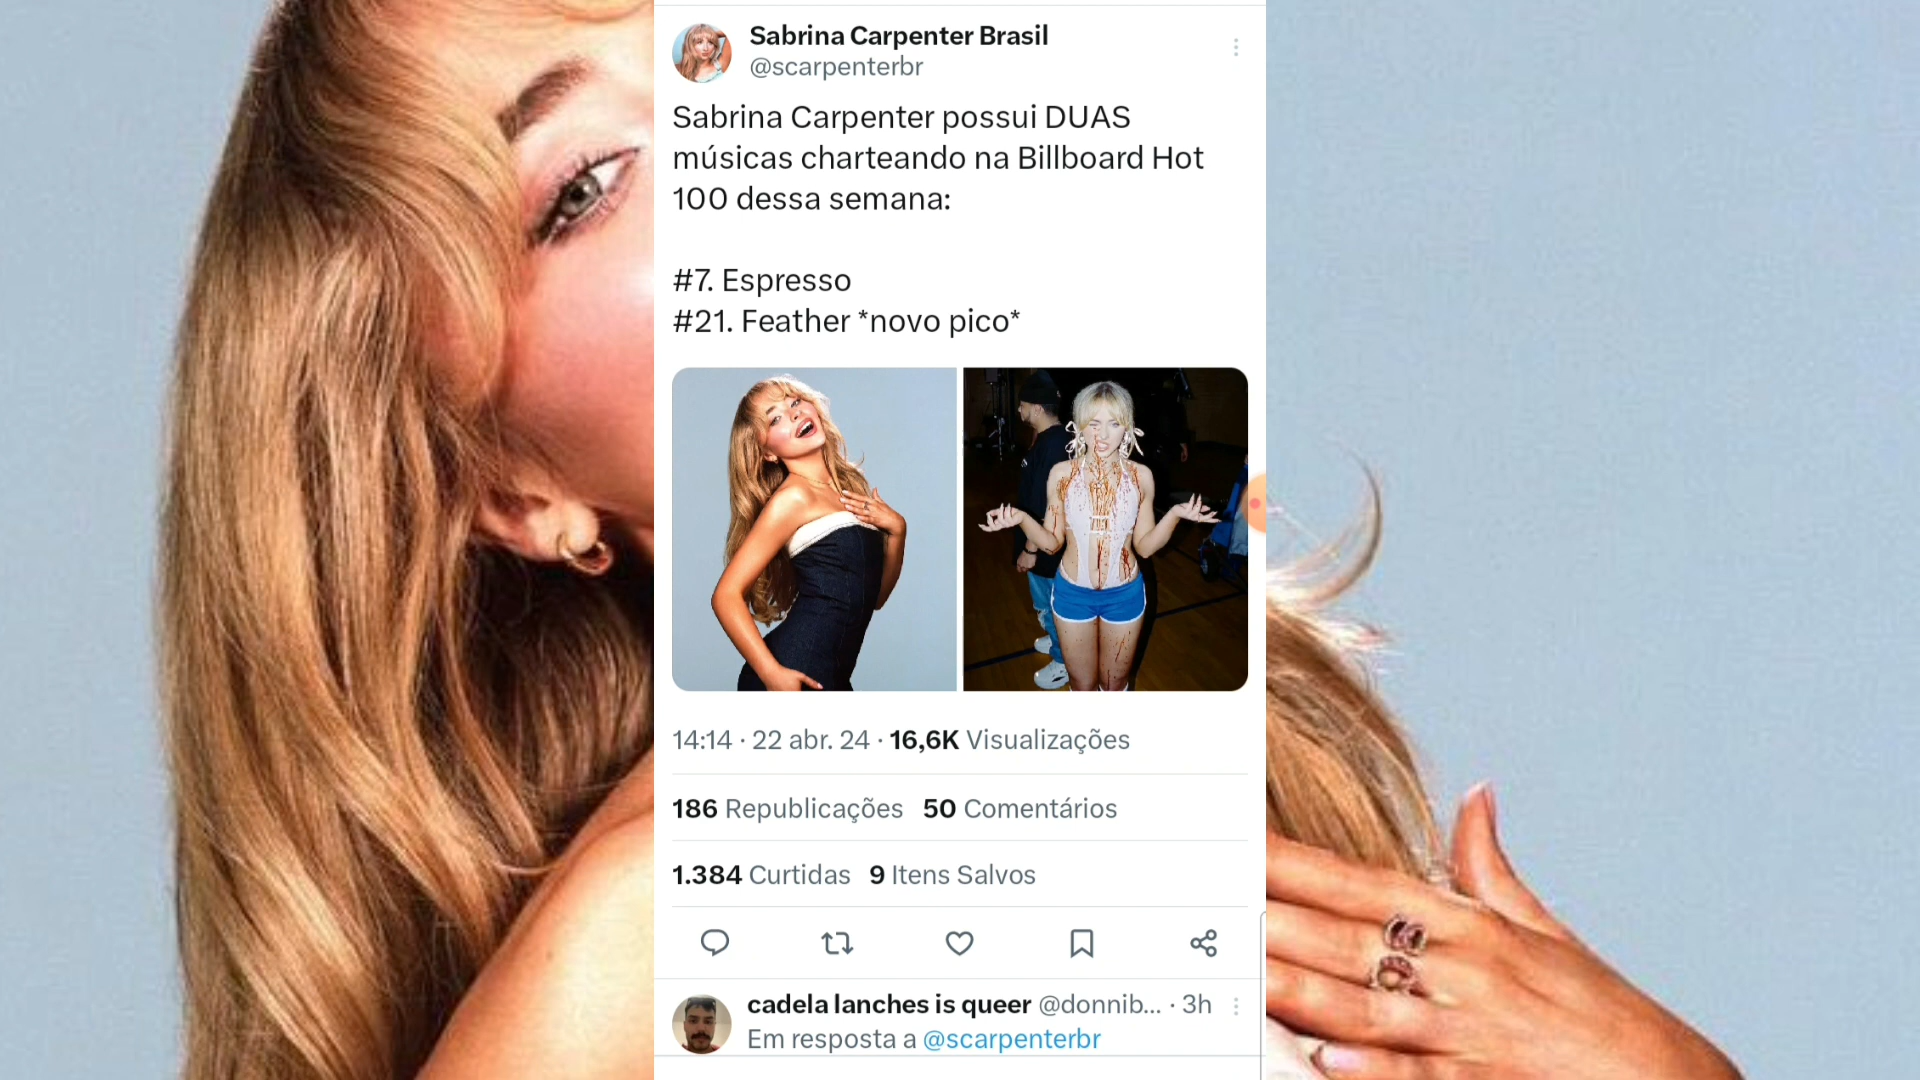 Sabrina Carpenter Brasil
@scarpenterbr
Sabrina Carpenter possui DUAS
músicas charteando na Billboard Hot
100 dessa semana:
#7. Espresso
#21. Feather *novo pico*
14:14 · 22 abr. 24 · 16,6K Visualizações
186 Republicações 50 Comentários
1.384 Curtidas 9 Itens Salvos
cadela lanches is queer @donnib... · 3h
Em resposta a @scarpenterbr